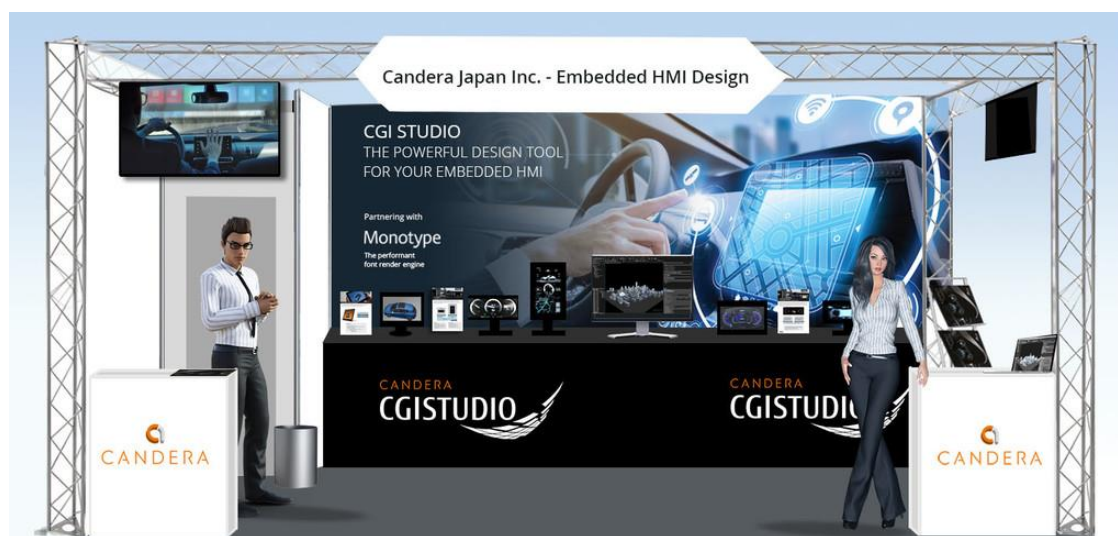 Candera Japan Inc. - Embedded HMI Design
CGI STUDIO
THE POWERFUL DESIGN TOOL
FOR YOUR EMBEDDED HMI
Partnering with
Monotype
The performant
font render engine
CANDERA
CGISTUDIO
CANDERA
CGISTUDI
CANDERA
CANDERA